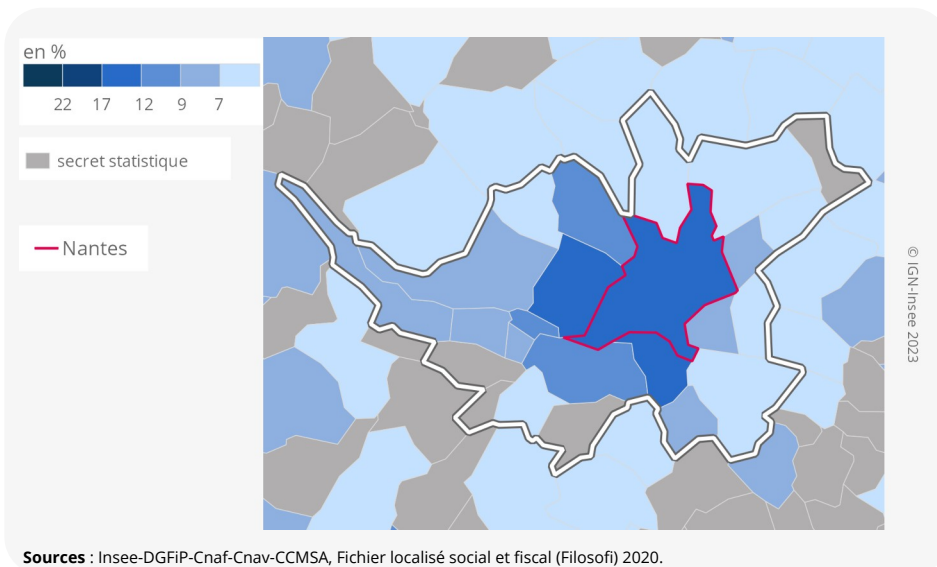 en %
22 17 12 9 7
secret statistique
Nantes
© IGN-Insee 2023
Sources : Insee-DGFiP-Cnaf-Cnav-CCMSA, Fichier localisé social et fiscal (Filosofi) 2020.